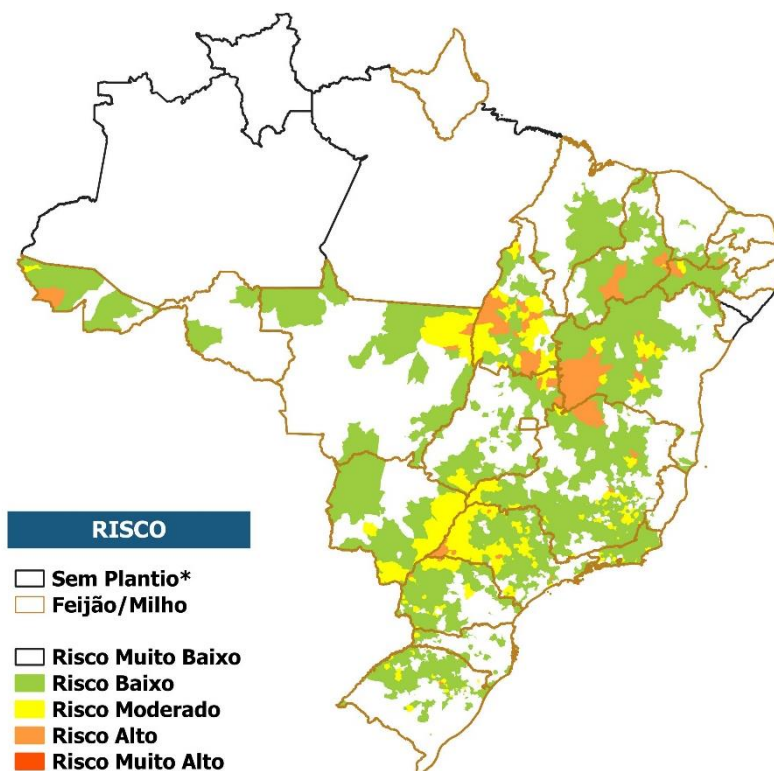 RISCO
Sem Plantio*
Feijão/Milho
Risco Muito Baixo
Risco Baixo
Risco Moderado
Risco Alto
Risco Muito Alto